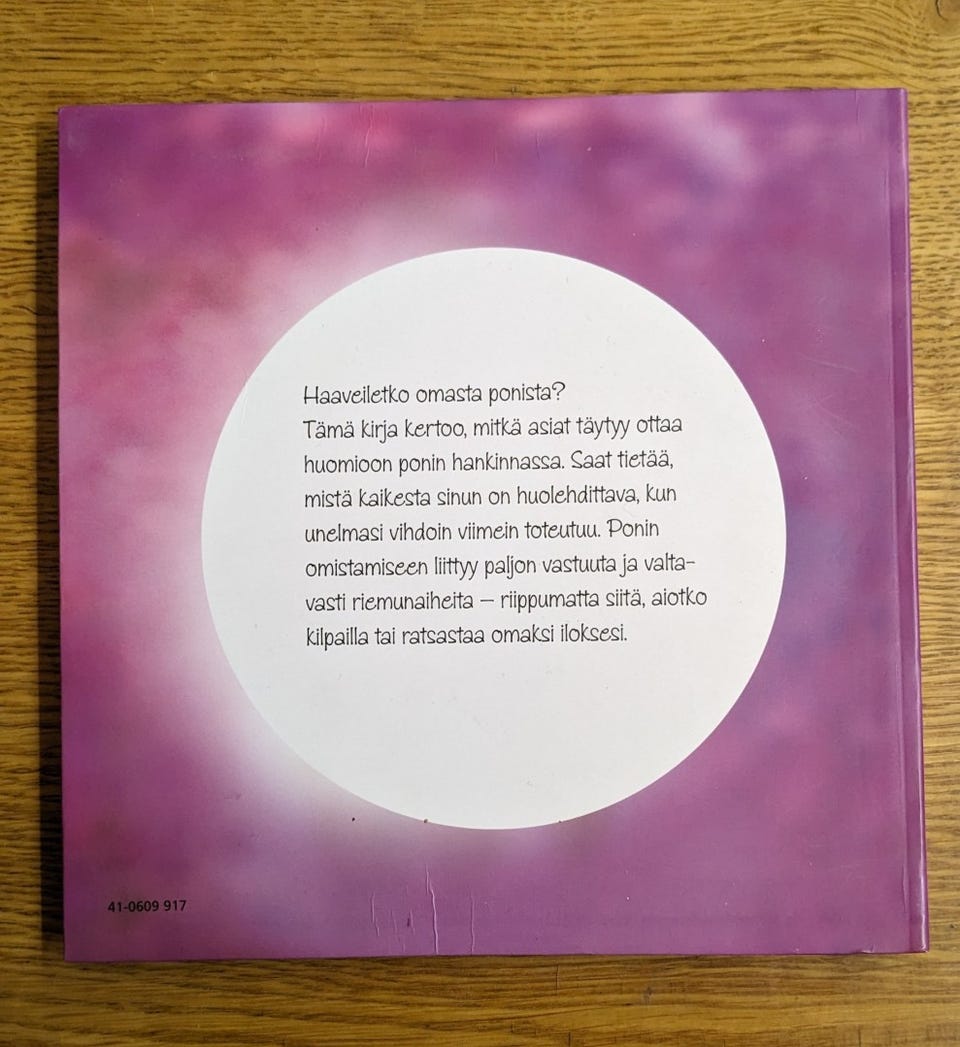 Haaveiletko omasta ponista?
Tämä kirja kertoo, mitkä asiat täytyy ottaa
huomioon ponin hankinnassa. Saat tietää,
mistä kaikesta sinun on huolehdittava, kun
unelmasi vihdoin viimein toteutuu. Ponin
omistamiseen liittyy paljon vastuuta ja valta-
vasti riemunaiheita – riippumatta siitä, aiotko
kilpailla tai ratsastaa omaksi iloksesi.
41-0609 917